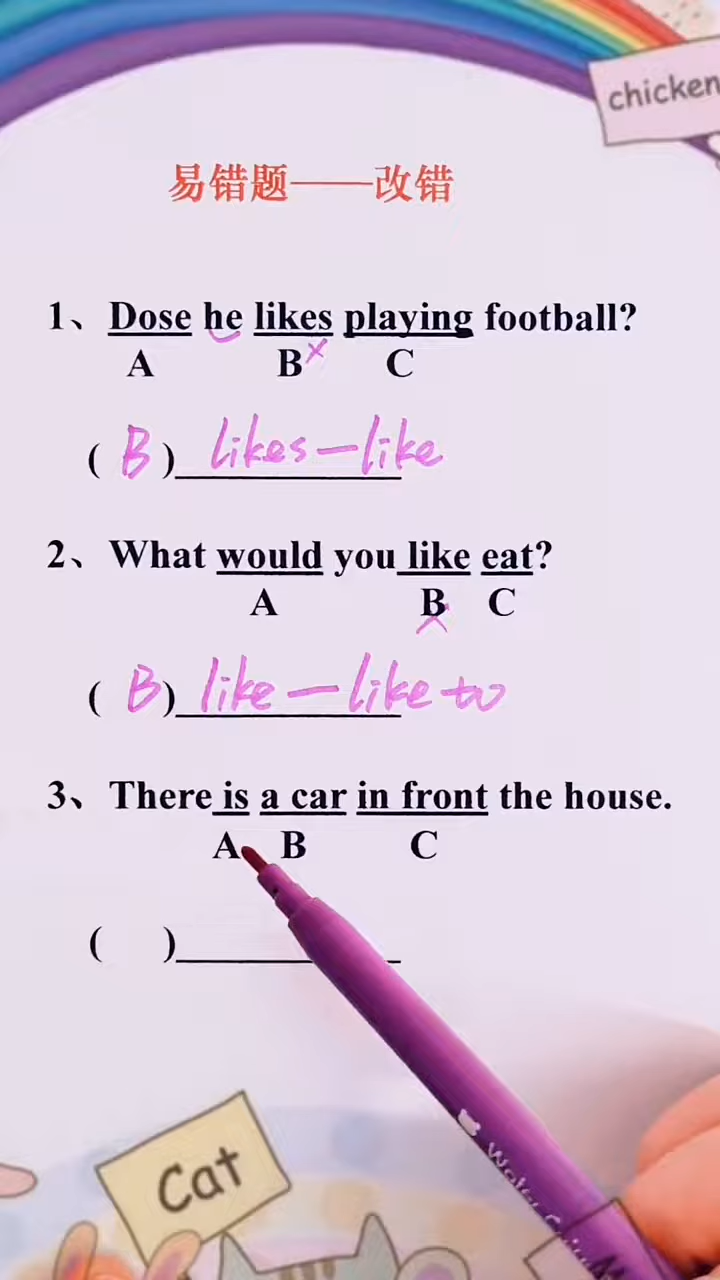 chicken
易错题——改错
1、Dose he likes playing football?
A B C
( B ) likes—like
2、What would you like eat?
A B C
( B ) like—like to
3、There is a car in front the house.
A B C
( )
Cat